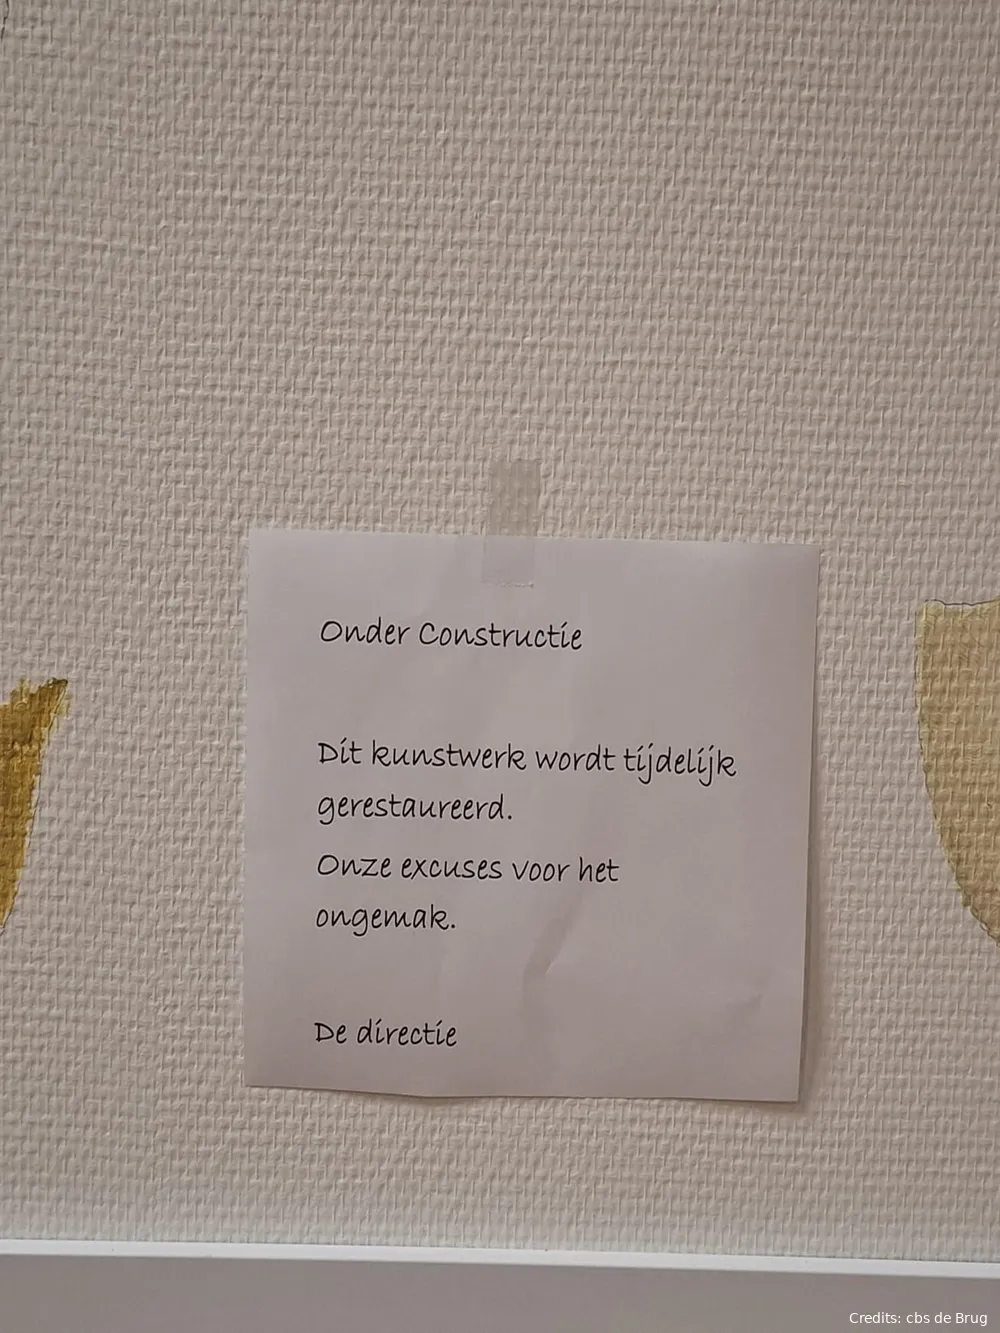 Onder Constructie
Dit kunstwerk wordt tijdelijk
gerestaureerd.
Onze excuses voor het
ongemak.
De directie
Credits: cbs de Brug